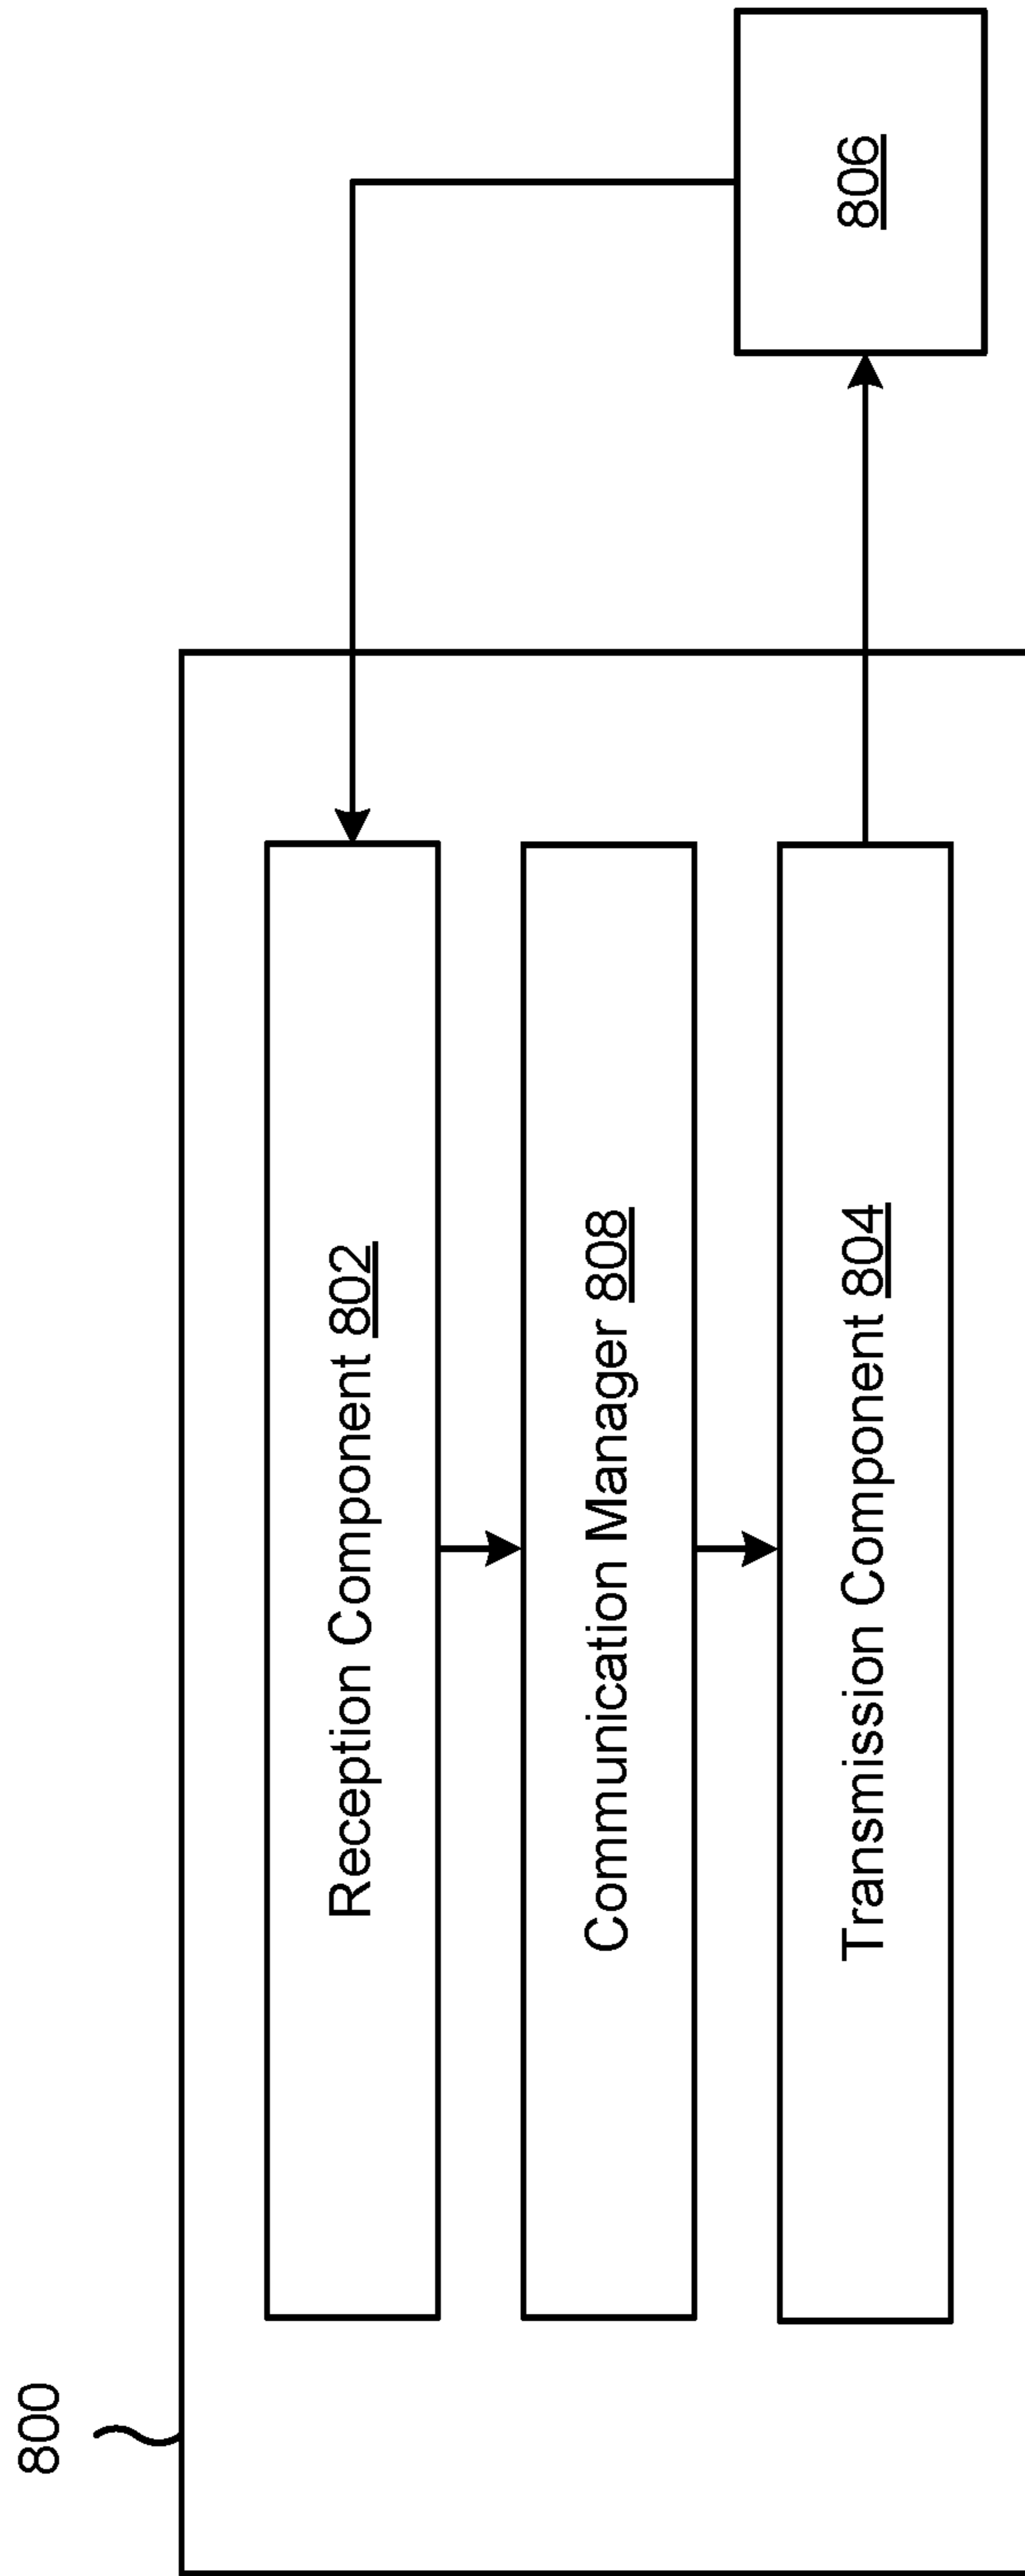 800
Reception Component 802
Communication Manager 808
Transmission Component 804
806